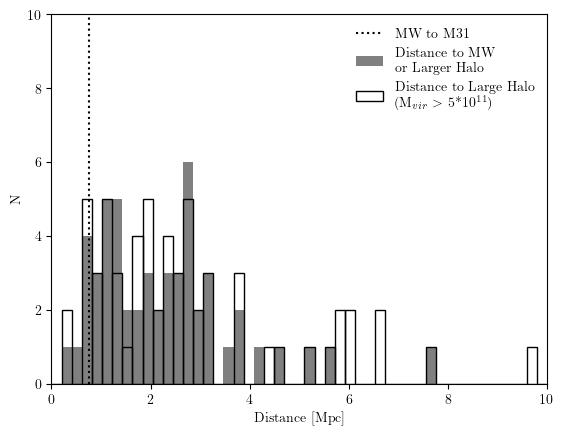 10
8
6
4
2
0
N
MW to M31
Distance to MW
or Larger Halo
Distance to Large Halo
(M_vir > 5*10^11)
0 2 4 6 8 10
Distance [Mpc]